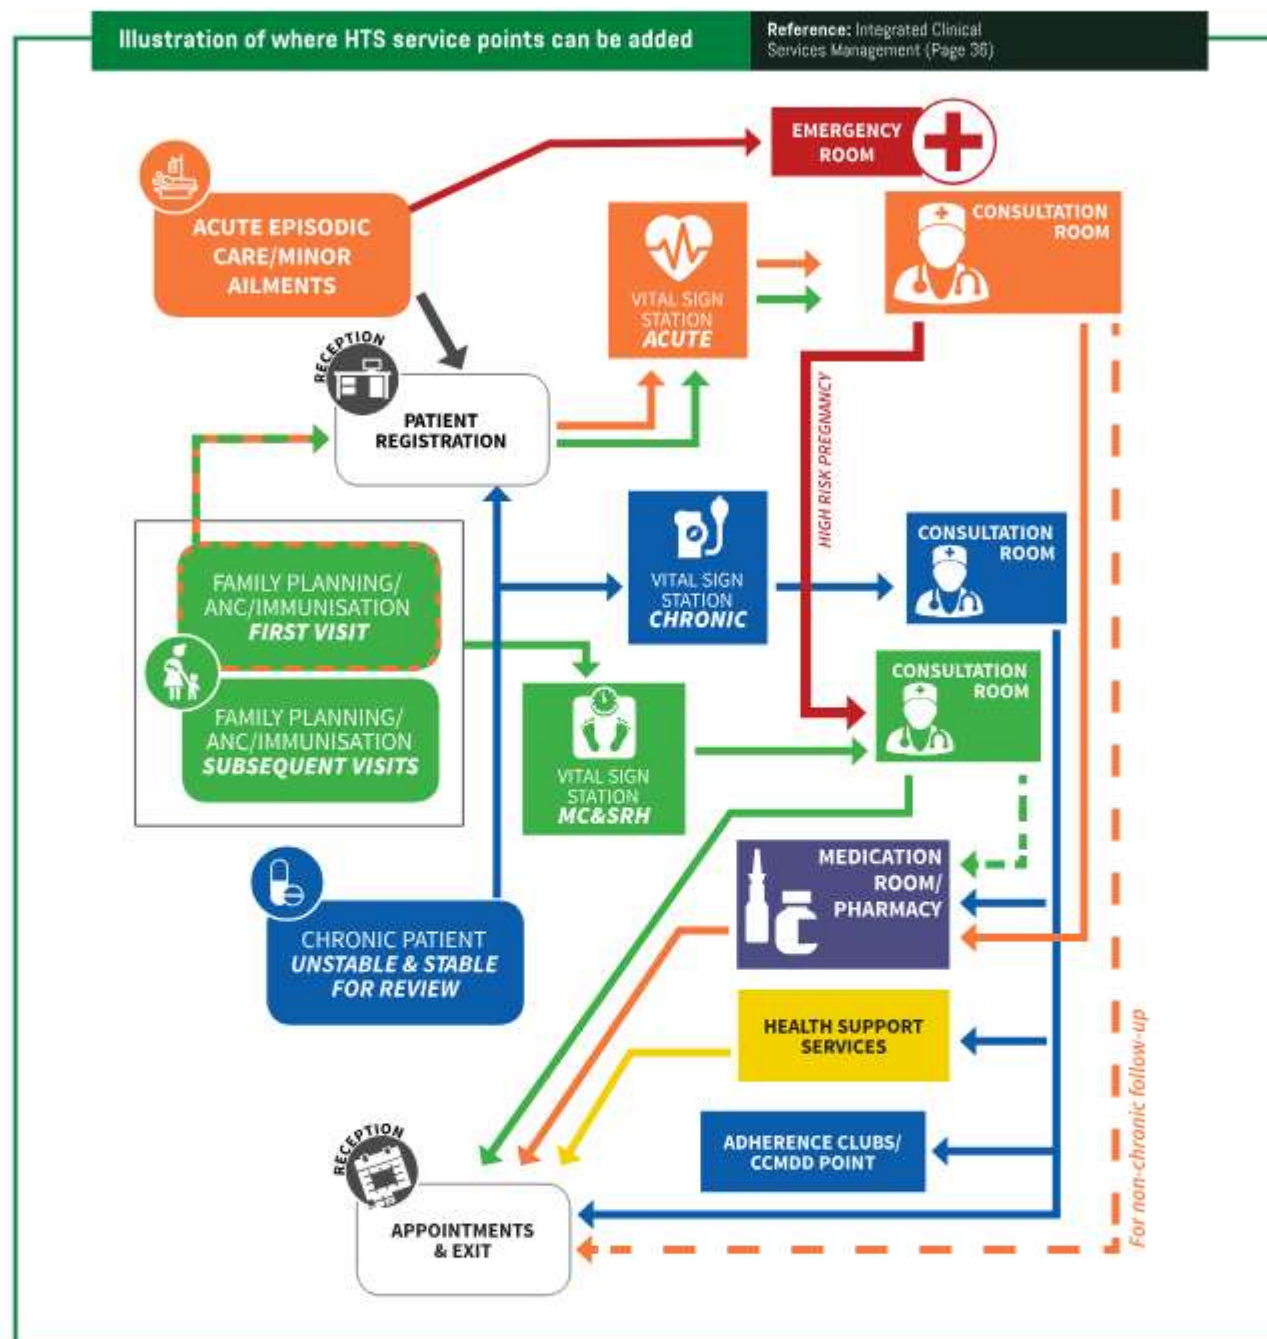 Illustration of where HTS service points can be added
Reference: Integrated Clinical
Services Management (Page 36)
EMERGENCY
ROOM
ACUTE EPISODIC
CARE/MINOR
AILMENTS
VITAL SIGN
STATION
ACUTE
CONSULTATION
ROOM
RECEPTION
PATIENT
REGISTRATION
HIGH RISK PREGNANCY
FAMILY PLANNING/
ANC/IMMUNISATION
FIRST VISIT
VITAL SIGN
STATION
CHRONIC
CONSULTATION
ROOM
FAMILY PLANNING/
ANC/IMMUNISATION
SUBSEQUENT VISITS
VITAL SIGN
STATION
MC&SRH
CONSULTATION
ROOM
MEDICATION
ROOM/
PHARMACY
CHRONIC PATIENT
UNSTABLE & STABLE
FOR REVIEW
HEALTH SUPPORT
SERVICES
ADHERENCE CLUBS/
CCMDD POINT
For non-chronic follow-up
RECEPTION
APPOINTMENTS
& EXIT